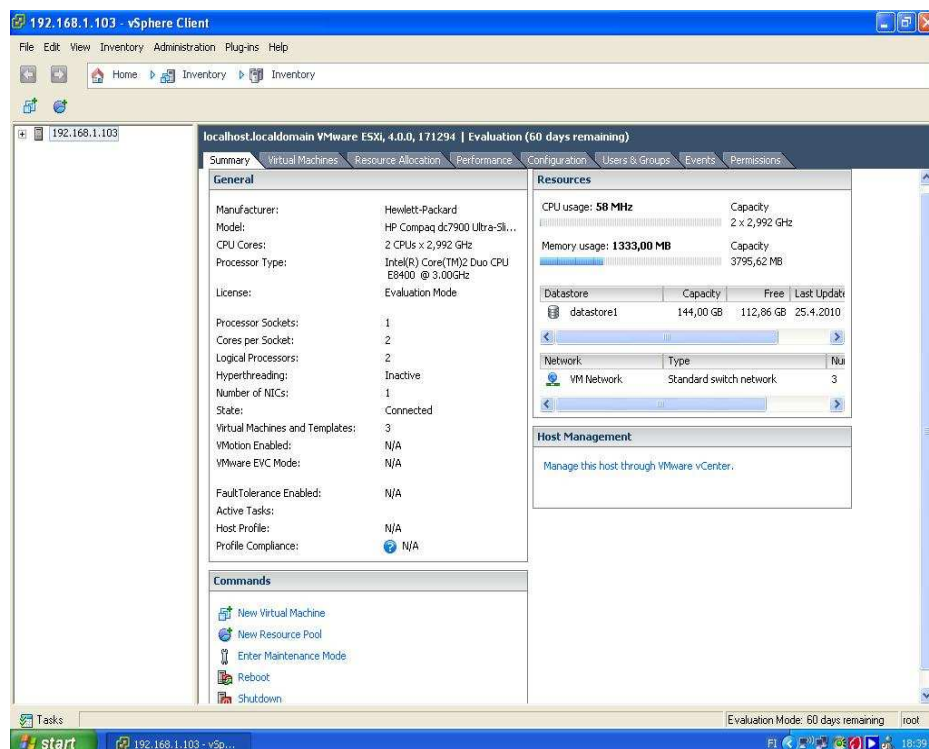 192.168.1.103 - vSphere Client
File Edit View Inventory Administration Plug-ins Help
Home Inventory Inventory
192.168.1.103
localhost.localdomain VMware ESXi, 4.0.0, 171294 | Evaluation (60 days remaining)
Summary Virtual Machines Resource Allocation Performance Configuration Users & Groups Events Permissions
General
Manufacturer: Hewlett-Packard
Model: HP Compaq dc7900 Ultra-Sli...
CPU Cores: 2 CPUs x 2,992 GHz
Processor Type: Intel(R) Core(TM)2 Duo CPU
E8400 @ 3.00GHz
License: Evaluation Mode
Processor Sockets: 1
Cores per Socket: 2
Logical Processors: 2
Hyperthreading: Inactive
Number of NICs: 1
State: Connected
Virtual Machines and Templates: 3
VMotion Enabled: N/A
VMware EVC Mode: N/A
FaultTolerance Enabled: N/A
Active Tasks:
Host Profile: N/A
Profile Compliance: N/A
Commands
New Virtual Machine
New Resource Pool
Enter Maintenance Mode
Reboot
Shutdown
Resources
CPU usage: 58 MHz Capacity
2 x 2,992 GHz
Memory usage: 1333,00 MB Capacity
3795,62 MB
Datastore Capacity Free Last Update
datastore1 144,00 GB 112,86 GB 25.4.2010
Network Type Nu
VM Network Standard switch network 3
Host Management
Manage this host through VMware vCenter.
Tasks Evaluation Mode: 60 days remaining root
start 192.168.1.103 - vSp... FI 18:39